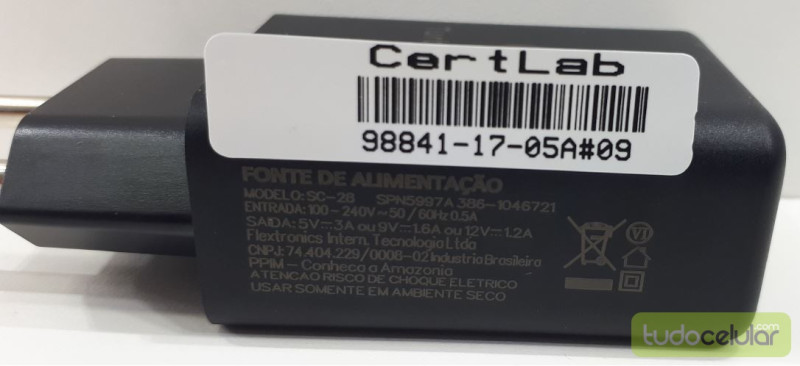 CertLab
98841-17-05A#09
FONTE DE ALIMENTAÇÃO
MODELO: SC-28 SPN5997A 386-1046721
ENTRADA: 100-240V~50/60Hz 0.5A
SAIDA: 5V⎓3A ou 9V⎓1.6A ou 12V⎓1.2A
Flextronics Intern. Tecnologia Ltda
CNPJ: 74.404.229/0008-02 Industria Brasileira
PPIM - Conheca a Amazonia
ATENCAO RISCO DE CHOQUE ELETRICO
USAR SOMENTE EM AMBIENTE SECO
VI
tudocelular.com